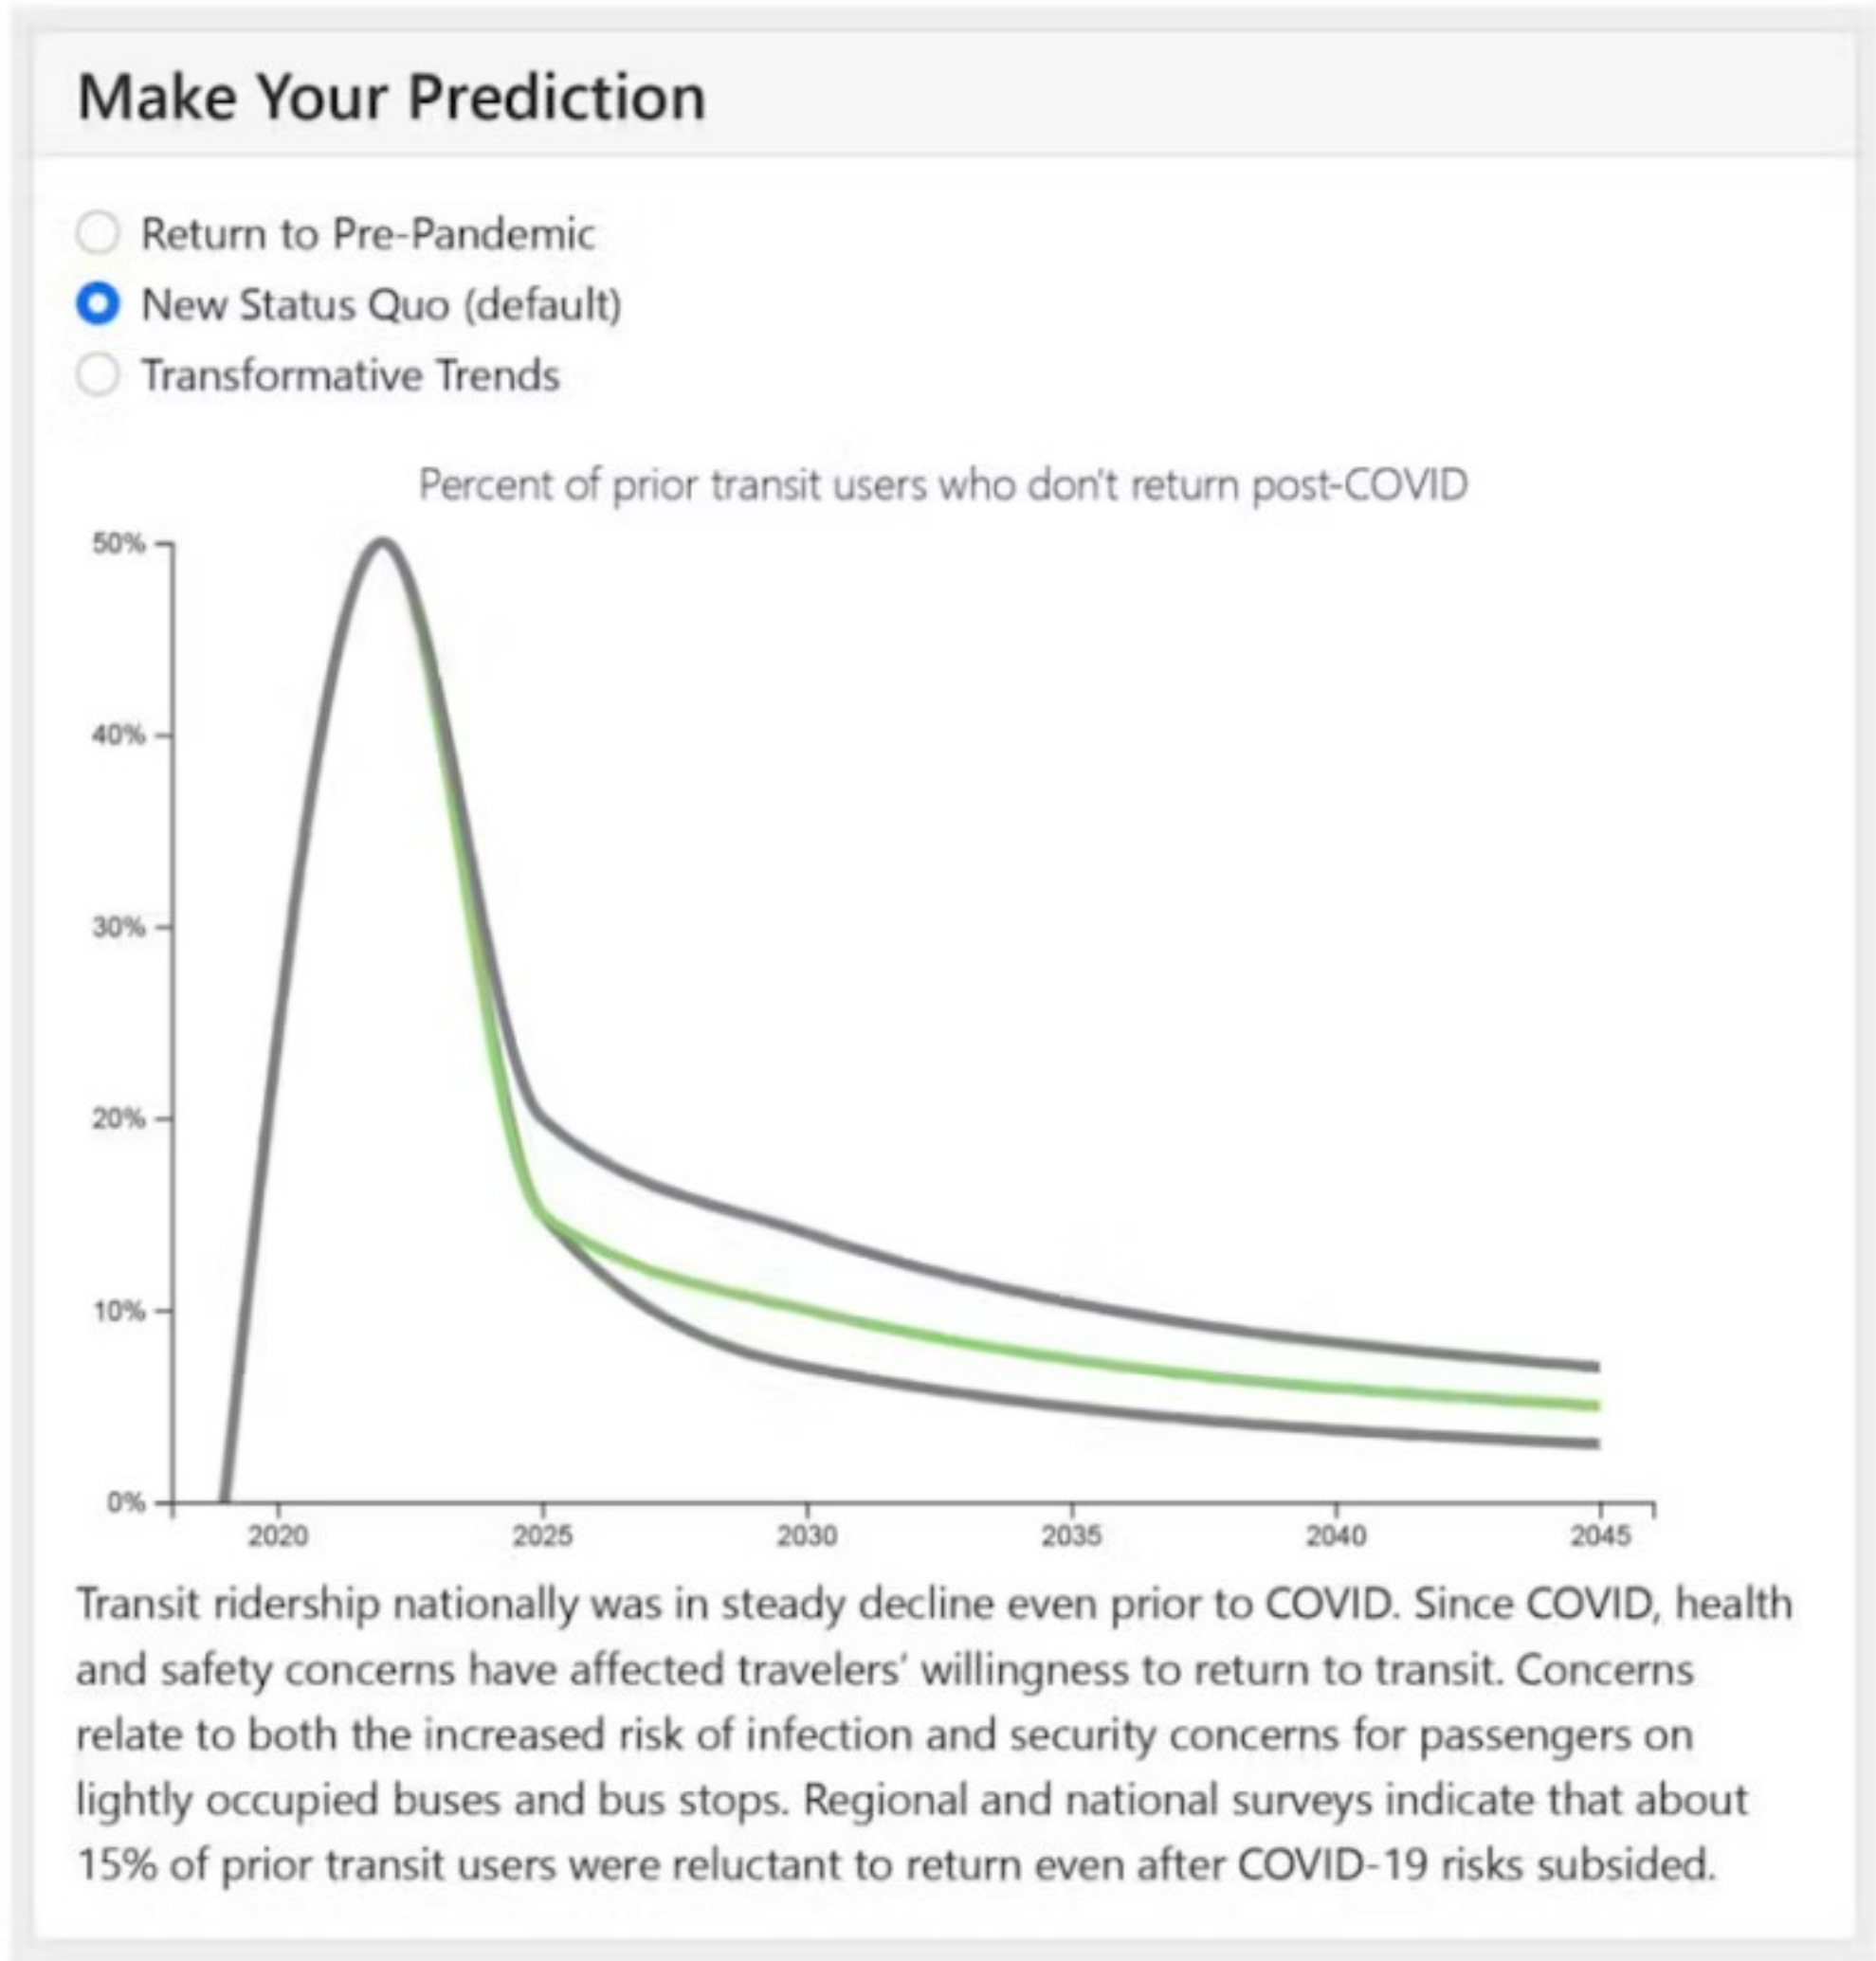 Make Your Prediction
Return to Pre-Pandemic
New Status Quo (default)
Transformative Trends
Percent of prior transit users who don't return post-COVID
50%
40%
30%
20%
10%
0%
2020 2025 2030 2035 2040 2045
Transit ridership nationally was in steady decline even prior to COVID. Since COVID, health
and safety concerns have affected travelers' willingness to return to transit. Concerns
relate to both the increased risk of infection and security concerns for passengers on
lightly occupied buses and bus stops. Regional and national surveys indicate that about
15% of prior transit users were reluctant to return even after COVID-19 risks subsided.